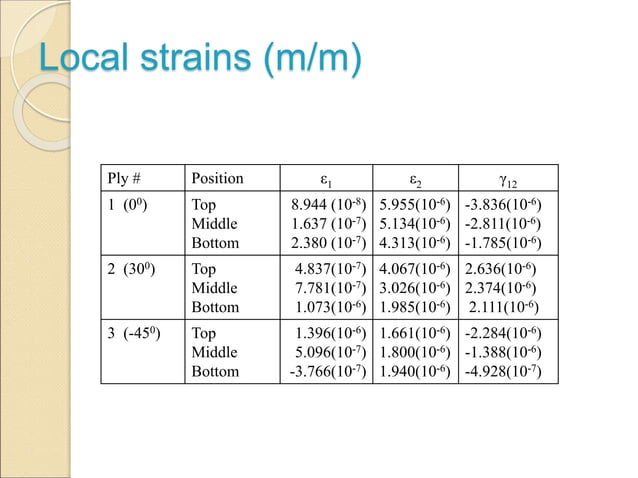 Local strains (m/m)
Ply # Position ε1 ε2 γ12
1 (0⁰) Top 8.944 (10⁻⁸) 5.955(10⁻⁶) -3.836(10⁻⁶)
Middle 1.637 (10⁻⁷) 5.134(10⁻⁶) -2.811(10⁻⁶)
Bottom 2.380 (10⁻⁷) 4.313(10⁻⁶) -1.785(10⁻⁶)
2 (30⁰) Top 4.837(10⁻⁷) 4.067(10⁻⁶) 2.636(10⁻⁶)
Middle 7.781(10⁻⁷) 3.026(10⁻⁶) 2.374(10⁻⁶)
Bottom 1.073(10⁻⁶) 1.985(10⁻⁶) 2.111(10⁻⁶)
3 (-45⁰) Top 1.396(10⁻⁶) 1.661(10⁻⁶) -2.284(10⁻⁶)
Middle 5.096(10⁻⁷) 1.800(10⁻⁶) -1.388(10⁻⁶)
Bottom -3.766(10⁻⁷) 1.940(10⁻⁶) -4.928(10⁻⁷)